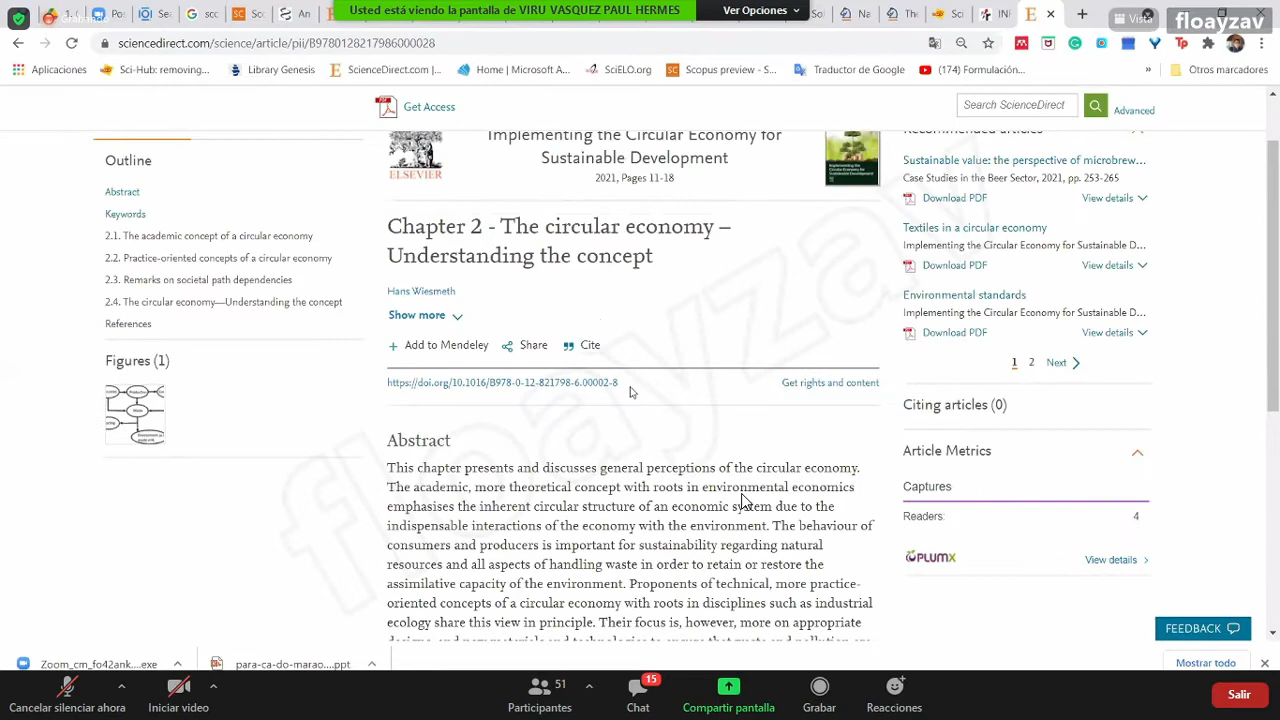 Usted está viendo la pantalla de VIRU VASQUEZ PAUL HERMES
Ver Opciones
Vista
floayzav
sciencedirect.com/science/article/pii/B9780128217986000028
Aplicaciones
Sci-Hub: removing...
Library Genesis
ScienceDirect.com |...
Home | Microsoft A...
SciELO.org
Scopus preview - S...
Traductor de Google
(174) Formulación...
Otros marcadores
Get Access
Search ScienceDirect
Advanced
Outline
Abstract
Keywords
2.1. The academic concept of a circular economy
2.2. Practice-oriented concepts of a circular economy
2.3. Remarks on societal path dependencies
2.4. The circular economy—Understanding the concept
References
Figures (1)
ELSEVIER
Implementing the Circular Economy for
Sustainable Development
2021, Pages 11-18
Chapter 2 - The circular economy –
Understanding the concept
Hans Wiesmeth
Show more
Add to Mendeley
Share
Cite
https://doi.org/10.1016/B978-0-12-821798-6.00002-8
Get rights and content
Abstract
This chapter presents and discusses general perceptions of the circular economy.
The academic, more theoretical concept with roots in environmental economics
emphasises the inherent circular structure of an economic system due to the
indispensable interactions of the economy with the environment. The behaviour of
consumers and producers is important for sustainability regarding natural
resources and all aspects of handling waste in order to retain or restore the
assimilative capacity of the environment. Proponents of technical, more practice-
oriented concepts of a circular economy with roots in disciplines such as industrial
ecology share this view in principle. Their focus is, however, more on appropriate
Recommended articles
Sustainable value: the perspective of microbrew...
Case Studies in the Beer Sector, 2021, pp. 253-265
Download PDF
View details
Textiles in a circular economy
Implementing the Circular Economy for Sustainable D...
Download PDF
View details
Environmental standards
Implementing the Circular Economy for Sustainable D...
Download PDF
View details
1
2
Next
Citing articles (0)
Article Metrics
Captures
Readers:
4
PLUMX
View details
FEEDBACK
floayzav
Zoom_cm_fo42ank....exe
para-ca-do-marao....ppt
Mostrar todo
Cancelar silenciar ahora
Iniciar video
51
Participantes
15
Chat
Compartir pantalla
Grabar
Reacciones
Salir